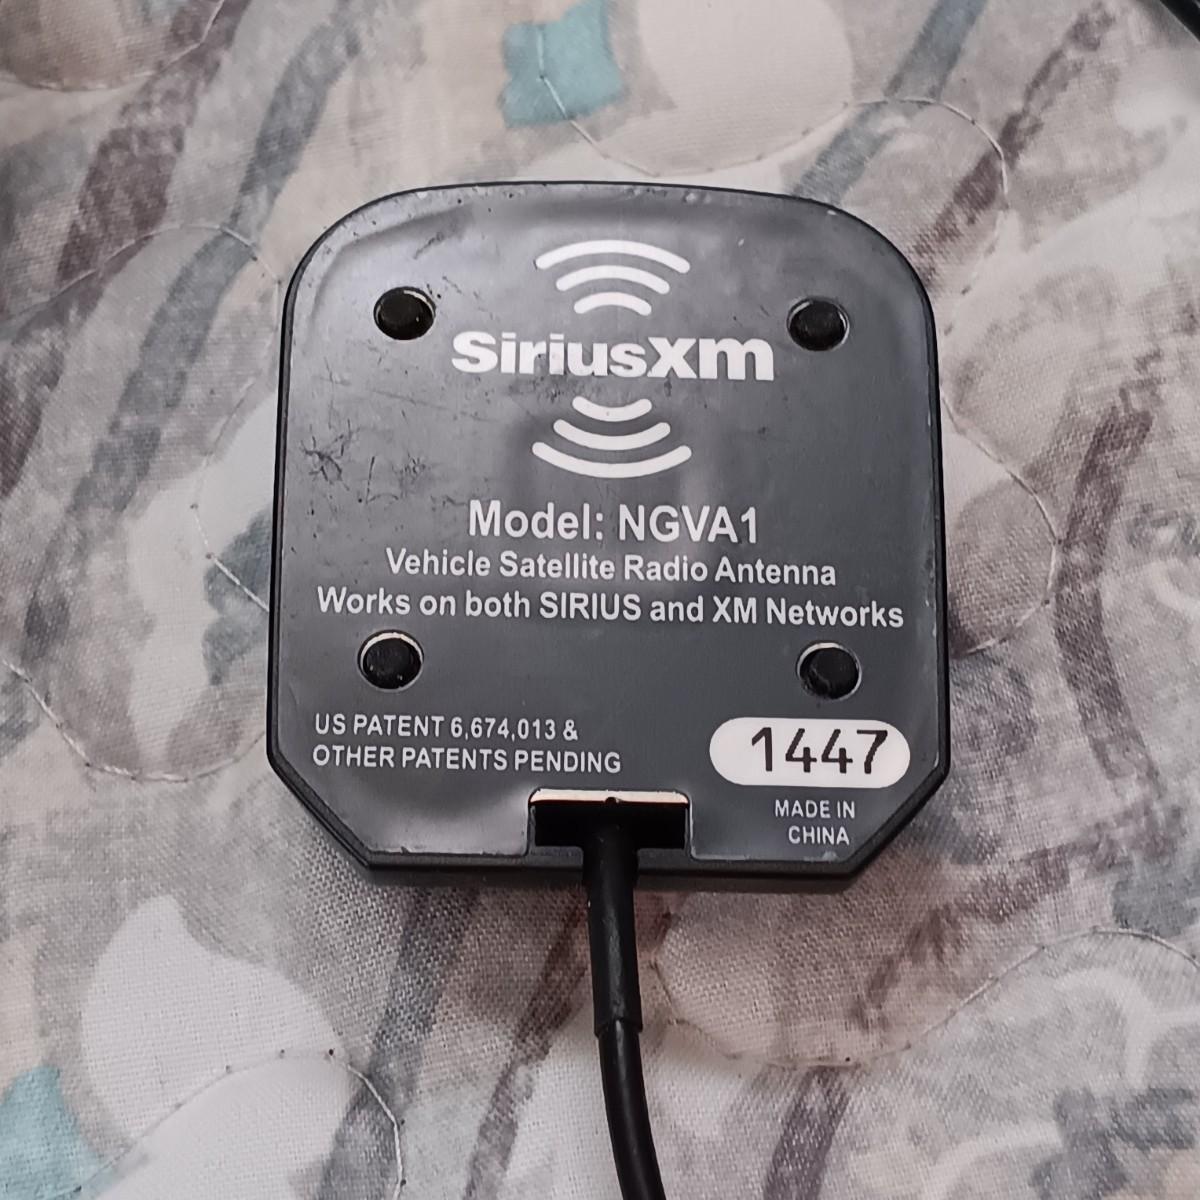 SiriusXM
Model: NGVA1
Vehicle Satellite Radio Antenna
Works on both SIRIUS and XM Networks
US PATENT 6,674,013 &
OTHER PATENTS PENDING
1447
MADE IN
CHINA